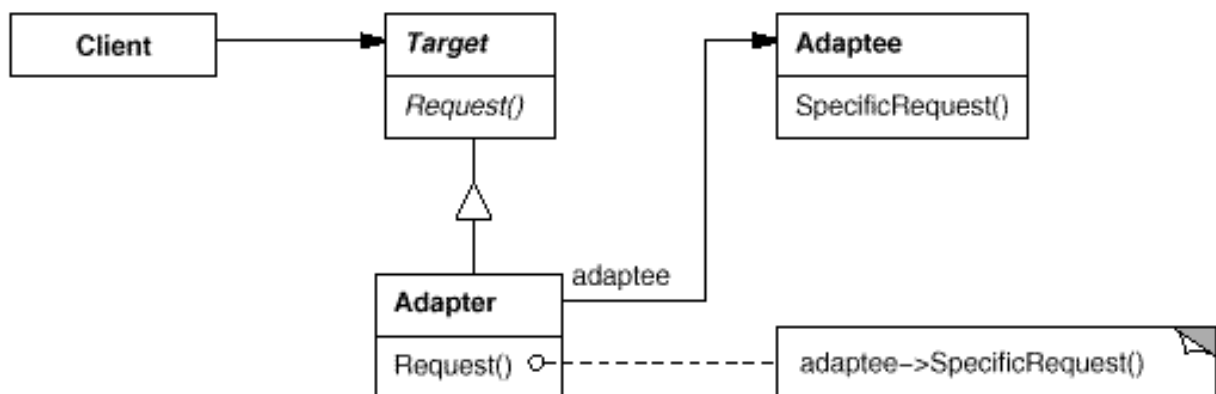 Client
Target
Request()
Adaptee
SpecificRequest()
adaptee
Adapter
Request()
adaptee->SpecificRequest()